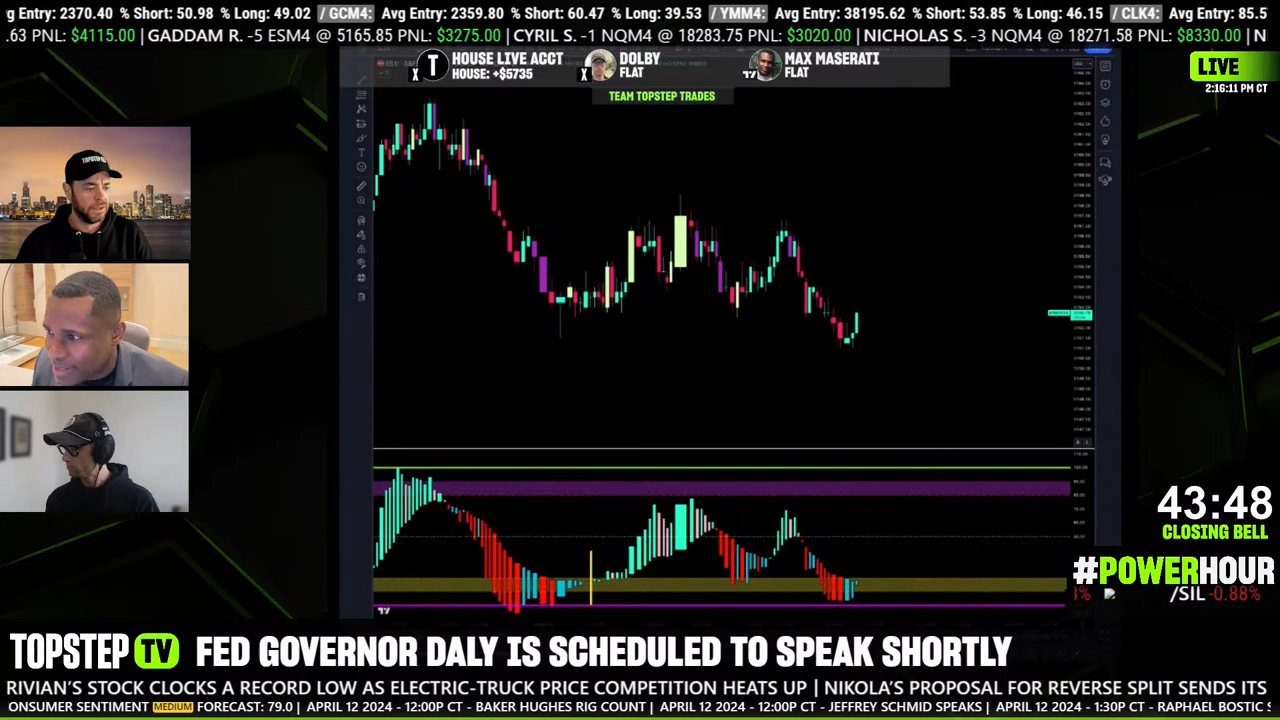 g Entry: 2370.40 % Short: 50.98 % Long: 49.02 / GCM4: Avg Entry: 2359.80 % Short: 60.47 % Long: 39.53 / YMM4: Avg Entry: 38195.62 % Short: 53.85 % Long: 46.15 / CLK4: Avg Entry: 85.5
.63 PNL: $4115.00 | GADDAM R. -5 ESM4 @ 5165.85 PNL: $3275.00 | CYRIL S. -1 NQM4 @ 18283.75 PNL: $3020.00 | NICHOLAS S. -3 NQM4 @ 18271.58 PNL: $8330.00 | N
X T HOUSE LIVE ACCT
HOUSE: +$5735
X DOLBY
FLAT
MAX MASERATI
FLAT
TEAM TOPSTEP TRADES
LIVE
2:16:11 PM CT
TOPSTEP
43:48
CLOSING BELL
#POWERHOUR
% /SIL -0.88%
TOPSTEP TV FED GOVERNOR DALY IS SCHEDULED TO SPEAK SHORTLY
RIVIAN'S STOCK CLOCKS A RECORD LOW AS ELECTRIC-TRUCK PRICE COMPETITION HEATS UP | NIKOLA'S PROPOSAL FOR REVERSE SPLIT SENDS ITS
ONSUMER SENTIMENT MEDIUM FORECAST: 79.0 | APRIL 12 2024 - 12:00P CT - BAKER HUGHES RIG COUNT | APRIL 12 2024 - 12:00P CT - JEFFREY SCHMID SPEAKS | APRIL 12 2024 - 1:30P CT - RAPHAEL BOSTIC S